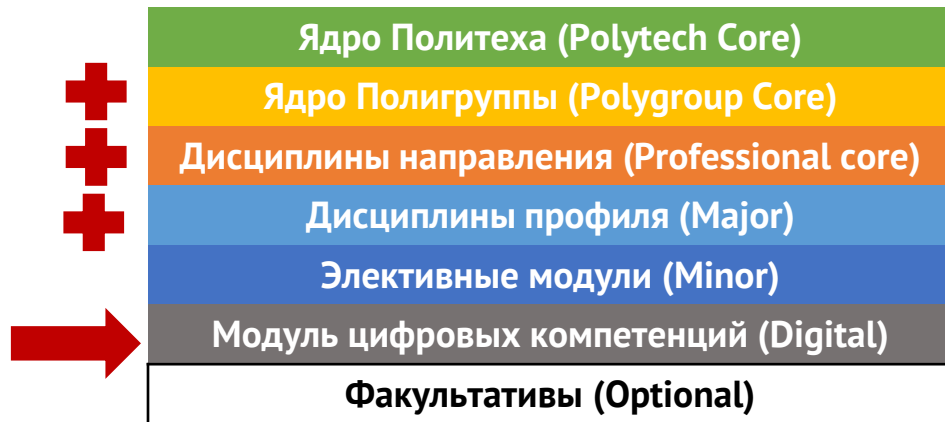 Ядро Политеха (Polytech Core)
Ядро Полигруппы (Polygroup Core)
Дисциплины направления (Professional core)
Дисциплины профиля (Major)
Элективные модули (Minor)
Модуль цифровых компетенций (Digital)
Факультативы (Optional)